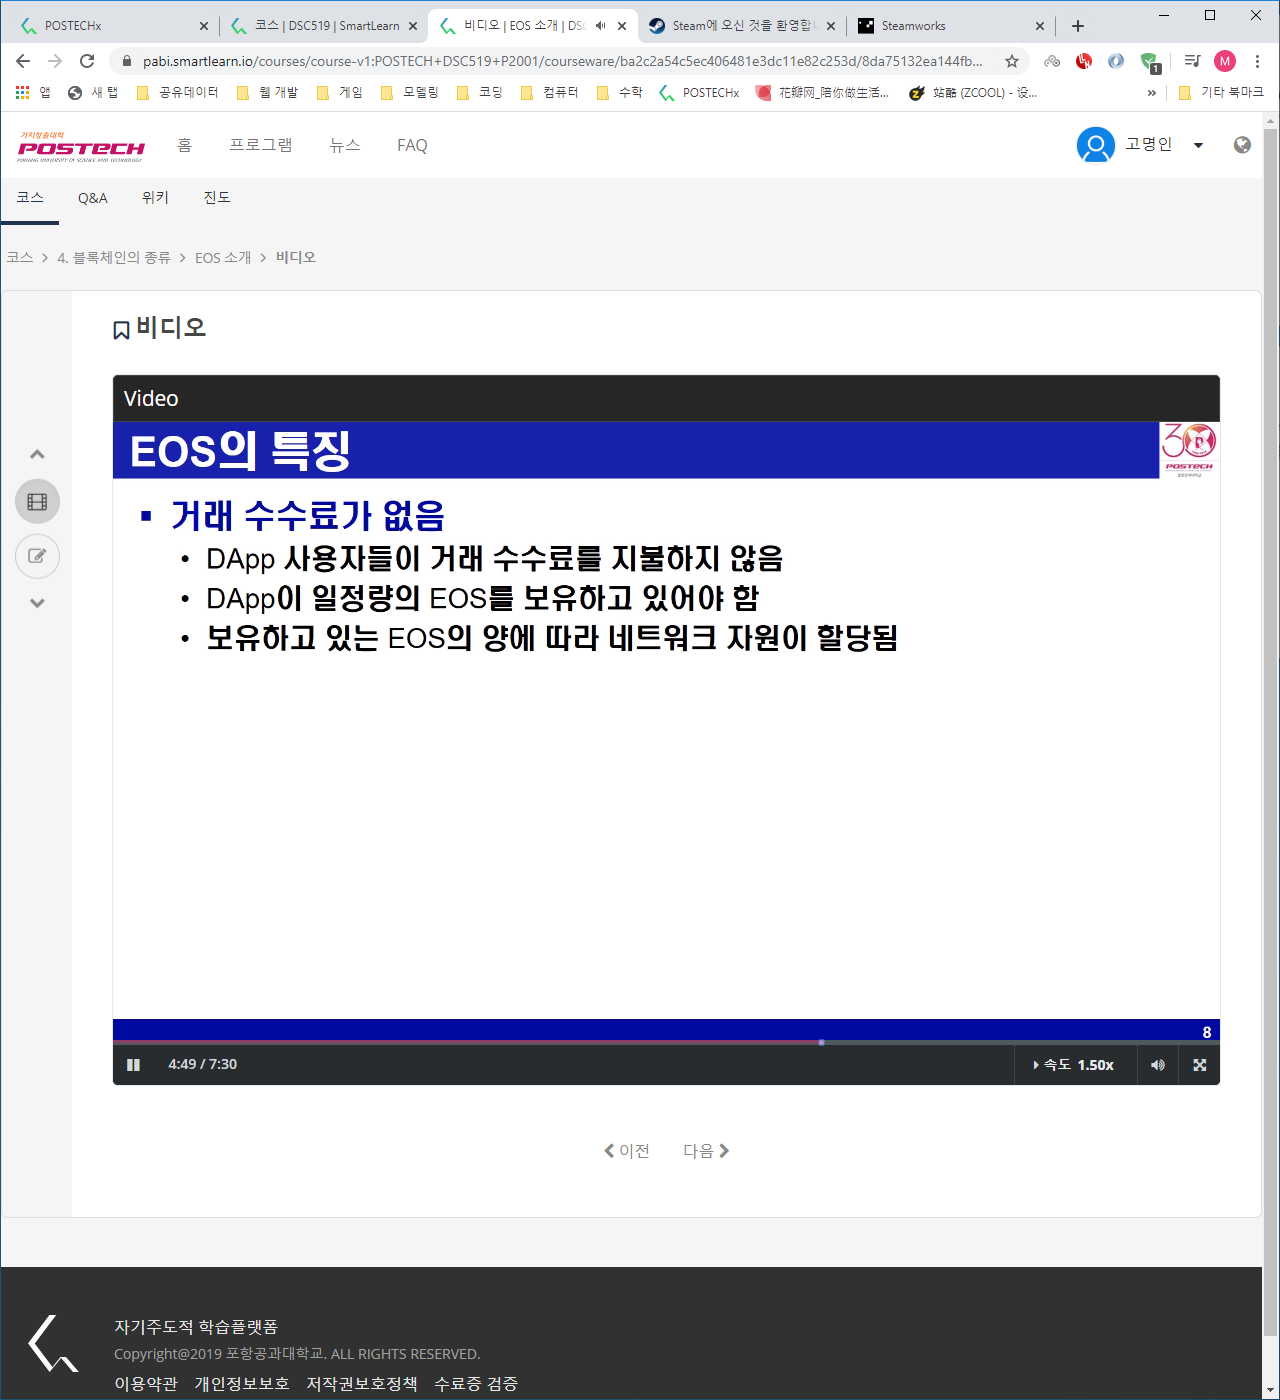 POSTECHx
코스 | DSC519 | SmartLearn
비디오 | EOS 소개 | DSC
Steam에 오신 것을 환영합니
Steamworks
pabi.smartlearn.io/courses/course-v1:POSTECH+DSC519+P2001/courseware/ba2c2a54c5ec406481e3dc11e82c253d/8da75132ea144fb...
1
M
앱
새 탭
공유데이터
웹 개발
게임
모델링
코딩
컴퓨터
수학
POSTECHx
花瓣网_陪你做生活...
站酷 (ZCOOL) - 设...
»
기타 북마크
가치창출대학
POSTECH
POHANG UNIVERSITY OF SCIENCE AND TECHNOLOGY
홈
프로그램
뉴스
FAQ
고명인
코스
Q&A
위키
진도
코스 > 4. 블록체인의 종류 > EOS 소개 > 비디오
비디오
Video
EOS의 특징
30
POSTECH
거래 수수료가 없음
• DApp 사용자들이 거래 수수료를 지불하지 않음
• DApp이 일정량의 EOS를 보유하고 있어야 함
• 보유하고 있는 EOS의 양에 따라 네트워크 자원이 할당됨
8
4:49 / 7:30
속도 1.50x
이전
다음
자기주도적 학습플랫폼
Copyright@2019 포항공과대학교. ALL RIGHTS RESERVED.
이용약관 개인정보보호 저작권보호정책 수료증 검증